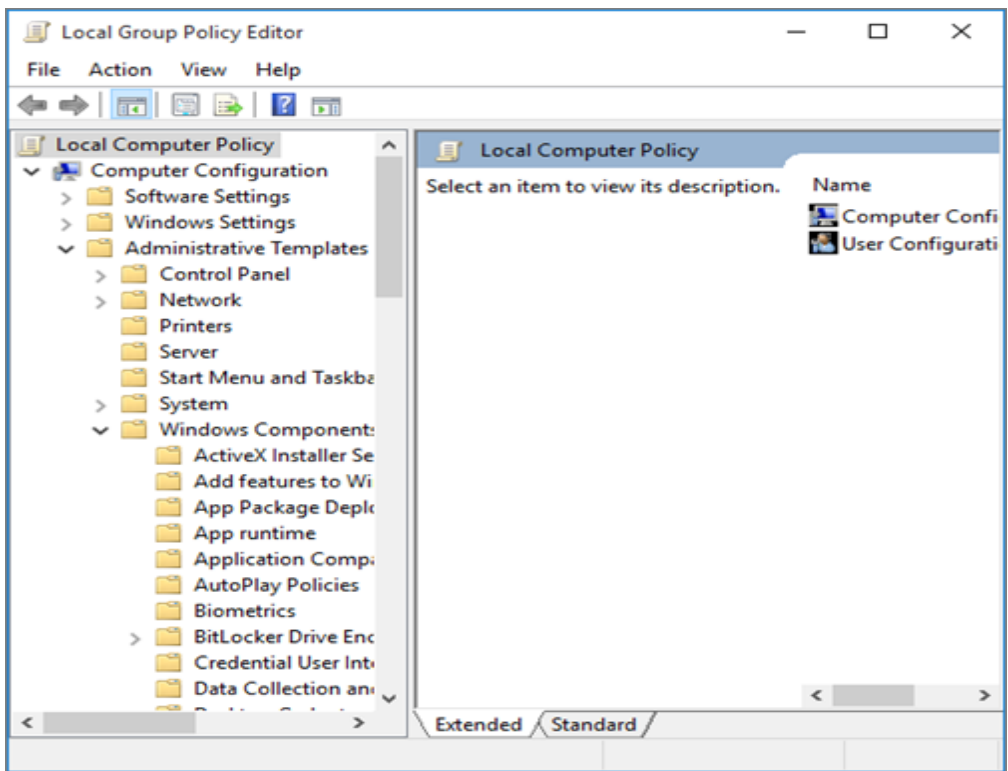 Local Group Policy Editor
File Action View Help
Local Computer Policy
Computer Configuration
Software Settings
Windows Settings
Administrative Templates
Control Panel
Network
Printers
Server
Start Menu and Taskba
System
Windows Components
ActiveX Installer Se
Add features to Wi
App Package Deplo
App runtime
Application Compa
AutoPlay Policies
Biometrics
BitLocker Drive Enc
Credential User Inte
Data Collection an
Local Computer Policy
Select an item to view its description.
Name
Computer Confi
User Configurati
Extended Standard